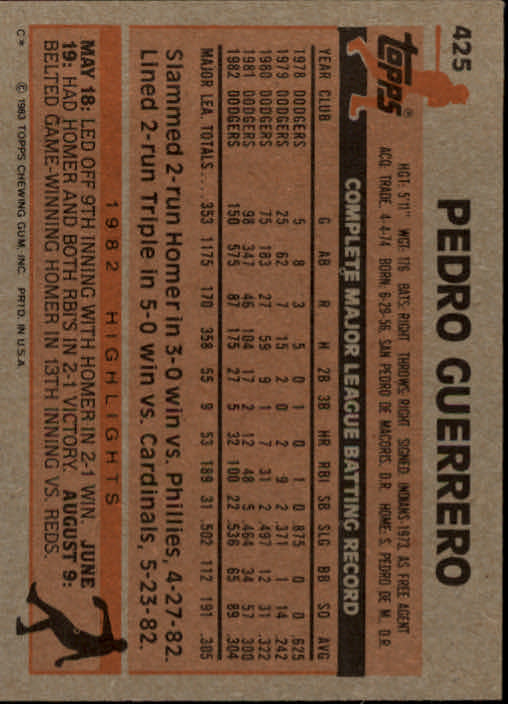 425
topps®
PEDRO GUERRERO
HGT: 5'11" WGT: 176 BATS: RIGHT THROWS: RIGHT SIGNED: INDIANS, 1973, AS FREE AGENT
ACQ. TRADE, 4-4-74 BORN: 6-29-56, SAN PEDRO DE MACORIS, D.R. HOME: S. PEDRO DE M., D.R.
COMPLETE MAJOR LEAGUE BATTING RECORD
YEAR CLUB G AB R H 2B 3B HR RBI SB SLG BB SO AVG
1978 DODGERS 5 8 3 5 0 1 0 1 0 .875 0 0 .625
1979 DODGERS 25 62 7 15 2 0 2 9 2 .371 1 14 .242
1980 DODGERS 75 183 27 59 9 1 7 31 2 .497 12 31 .322
1981 DODGERS 98 347 46 104 17 2 12 48 5 .464 34 57 .300
1982 DODGERS 150 575 87 175 27 5 32 100 22 .536 65 89 .304
MAJOR LEA. TOTALS.... 353 1175 170 358 55 9 53 189 31 .502 112 191 .305
Slammed 2-run Homer in 3-0 win vs. Phillies, 4-27-82.
Lined 2-run Triple in 5-0 win vs. Cardinals, 5-23-82.
1982 HIGHLIGHTS
MAY 18: LED OFF 9TH INNING WITH HOMER IN 2-1 WIN. JUNE
19: HAD HOMER AND BOTH RBI'S IN 2-1 VICTORY. AUGUST 9:
BELTED GAME-WINNING HOMER IN 13TH INNING VS. REDS.
C* © 1983 TOPPS CHEWING GUM, INC. PRTD. IN U.S.A.